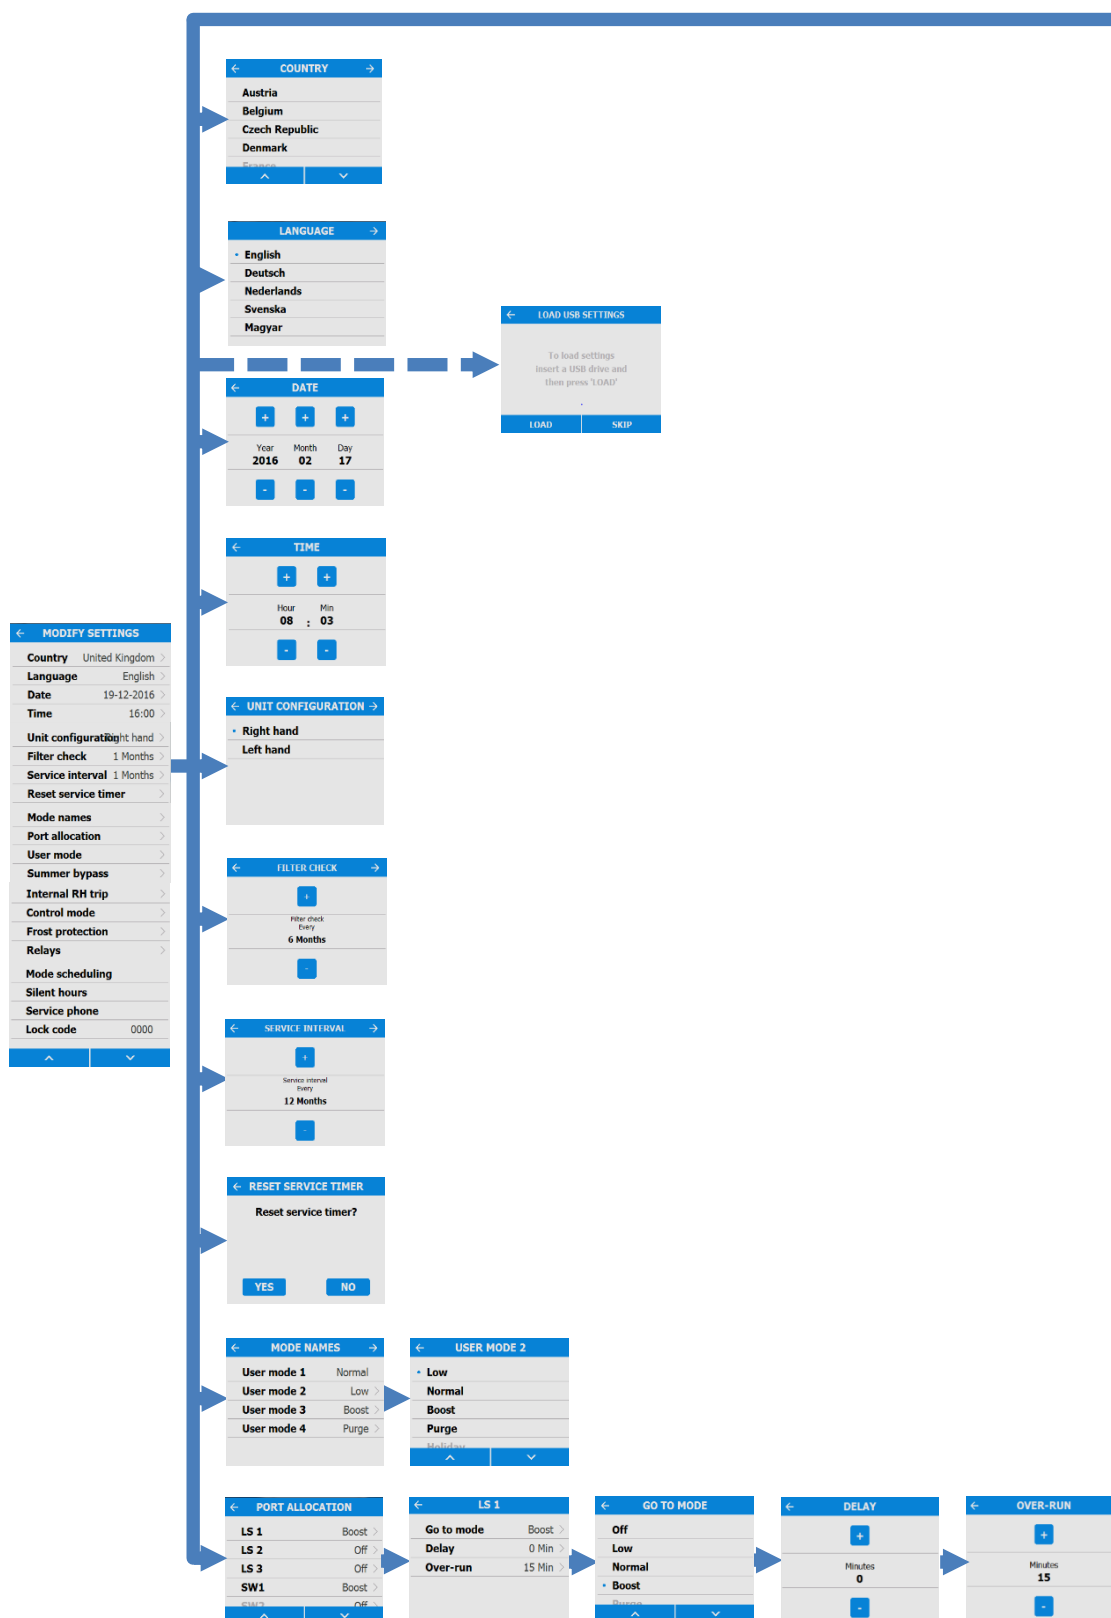 COUNTRY
Austria
Belgium
Czech Republic
Denmark
France
LANGUAGE
English
Deutsch
Nederlands
Svenska
Magyar
LOAD USB SETTINGS
To load settings
insert a USB drive and
then press 'LOAD'
LOAD SKIP
DATE
+ + +
Year Month Day
2016 02 17
- - -
TIME
+ +
Hour Min
08 : 03
- -
MODIFY SETTINGS
Country United Kingdom
Language English
Date 19-12-2016
Time 16:00
Unit configuration Right hand
Filter check 1 Months
Service interval 1 Months
Reset service timer
Mode names
Port allocation
User mode
Summer bypass
Internal RH trip
Control mode
Frost protection
Relays
Mode scheduling
Silent hours
Service phone
Lock code 0000
UNIT CONFIGURATION
Right hand
Left hand
FILTER CHECK
+
Filter check
Every
6 Months
-
SERVICE INTERVAL
+
Service interval
Every
12 Months
-
RESET SERVICE TIMER
Reset service timer?
YES NO
MODE NAMES
User mode 1 Normal
User mode 2 Low
User mode 3 Boost
User mode 4 Purge
USER MODE 2
Low
Normal
Boost
Purge
Holiday
PORT ALLOCATION
LS 1 Boost
LS 2 Off
LS 3 Off
SW1 Boost
SW2 Off
LS 1
Go to mode Boost
Delay 0 Min
Over-run 15 Min
GO TO MODE
Off
Low
Normal
Boost
Purge
DELAY
+
Minutes
0
-
OVER-RUN
+
Minutes
15
-